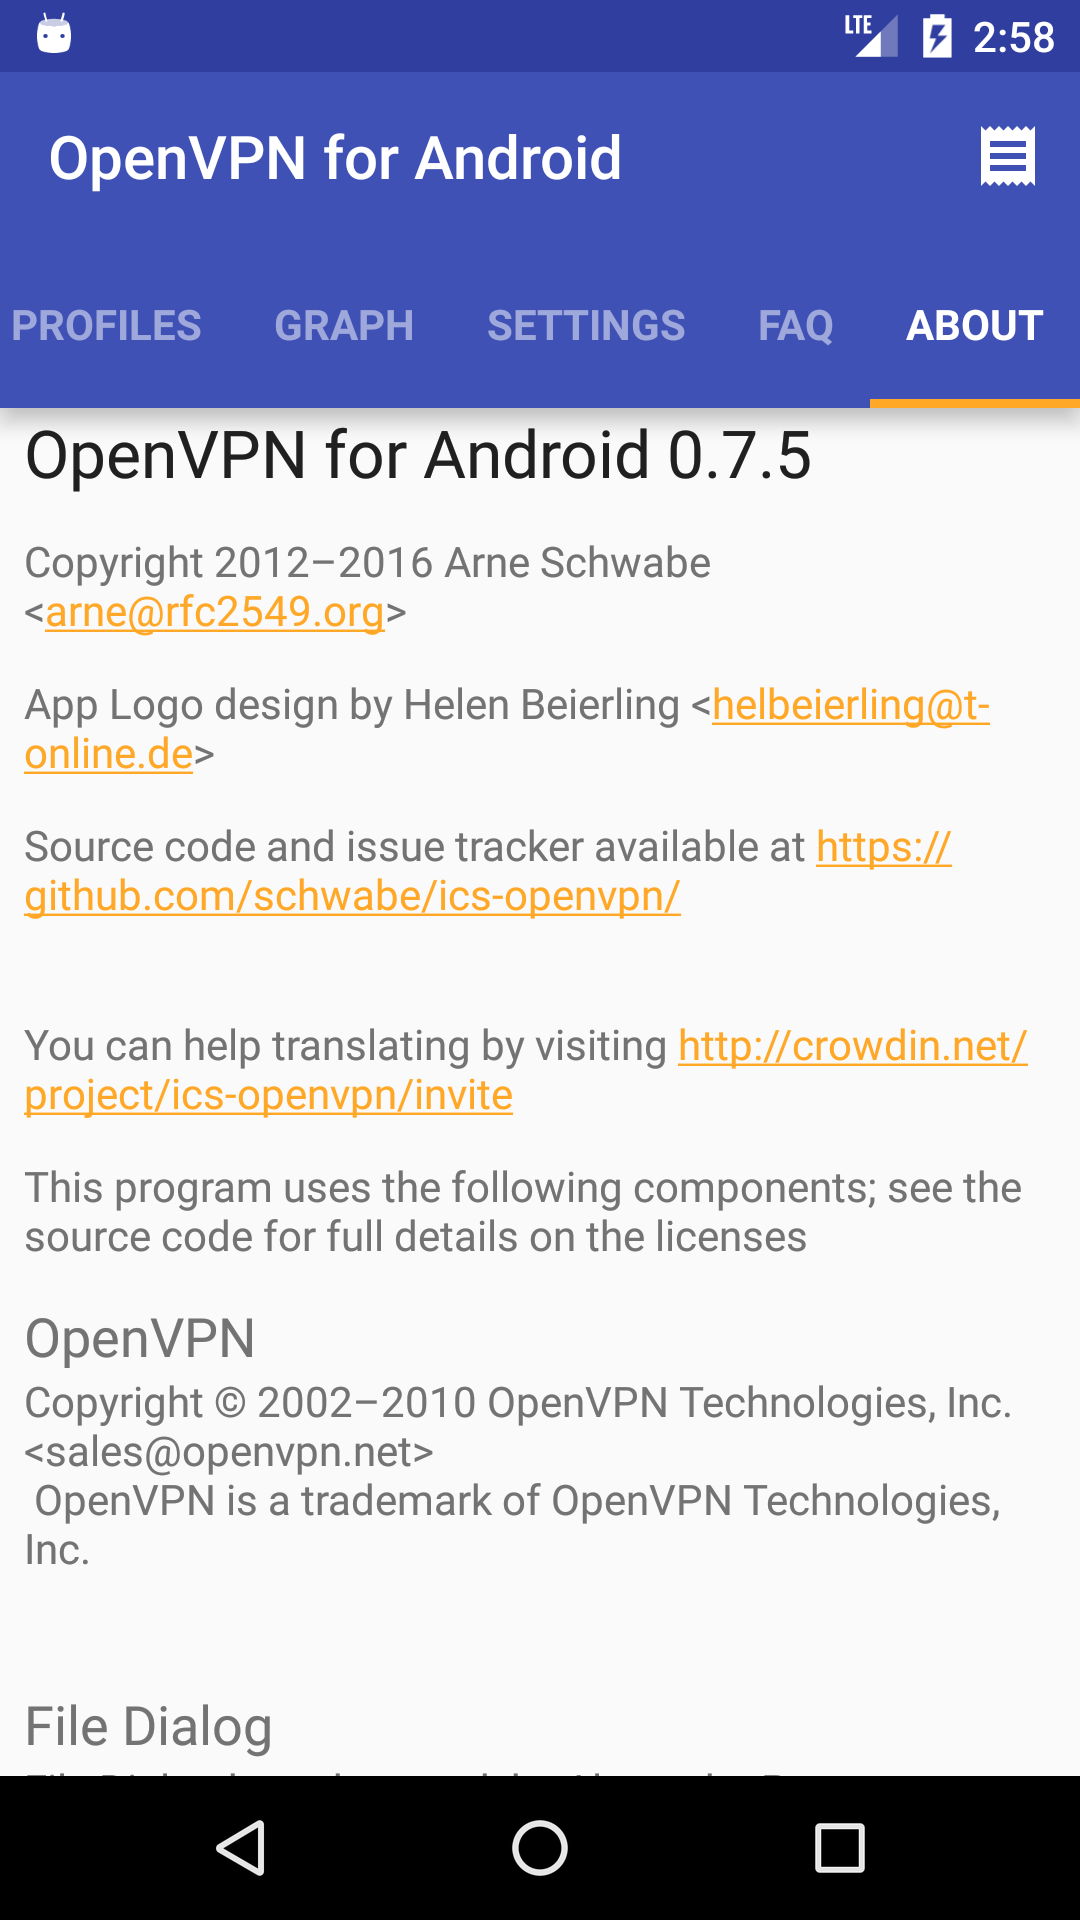 LTE 2:58
OpenVPN for Android
PROFILES GRAPH SETTINGS FAQ ABOUT
OpenVPN for Android 0.7.5
Copyright 2012–2016 Arne Schwabe
<arne@rfc2549.org>
App Logo design by Helen Beierling <helbeierling@t-
online.de>
Source code and issue tracker available at https://
github.com/schwabe/ics-openvpn/
You can help translating by visiting http://crowdin.net/
project/ics-openvpn/invite
This program uses the following components; see the
source code for full details on the licenses
OpenVPN
Copyright © 2002–2010 OpenVPN Technologies, Inc.
<sales@openvpn.net>
OpenVPN is a trademark of OpenVPN Technologies,
Inc.
File Dialog